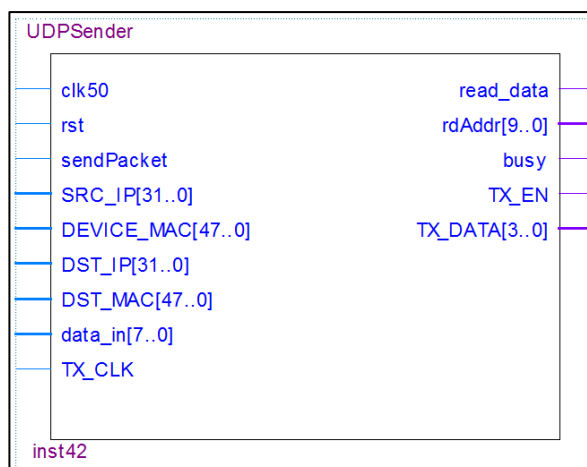 UDPSender
clk50
read_data
rst
rdAddr[9..0]
sendPacket
busy
SRC_IP[31..0]
TX_EN
DEVICE_MAC[47..0]
TX_DATA[3..0]
DST_IP[31..0]
DST_MAC[47..0]
data_in[7..0]
TX_CLK
inst42